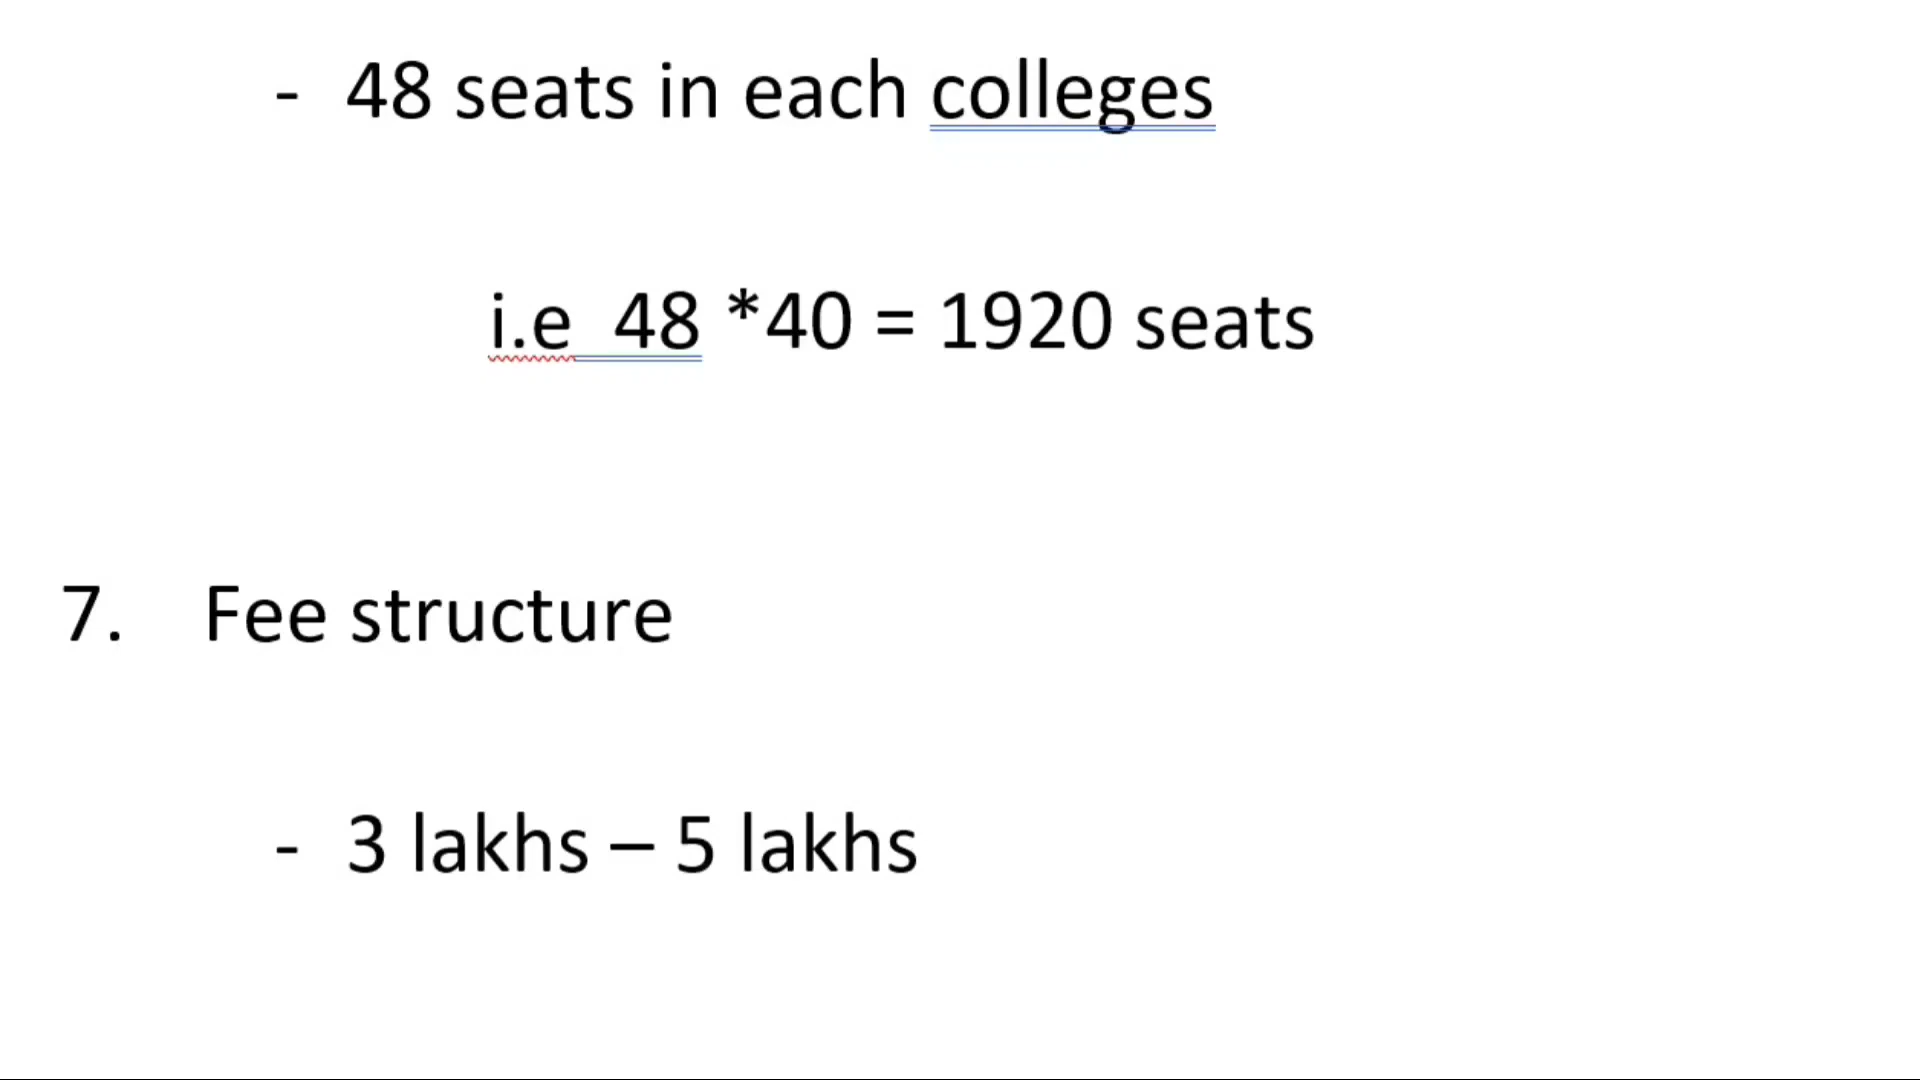 - 48 seats in each colleges
i.e  48 *40 = 1920 seats
7. Fee structure
- 3 lakhs – 5 lakhs